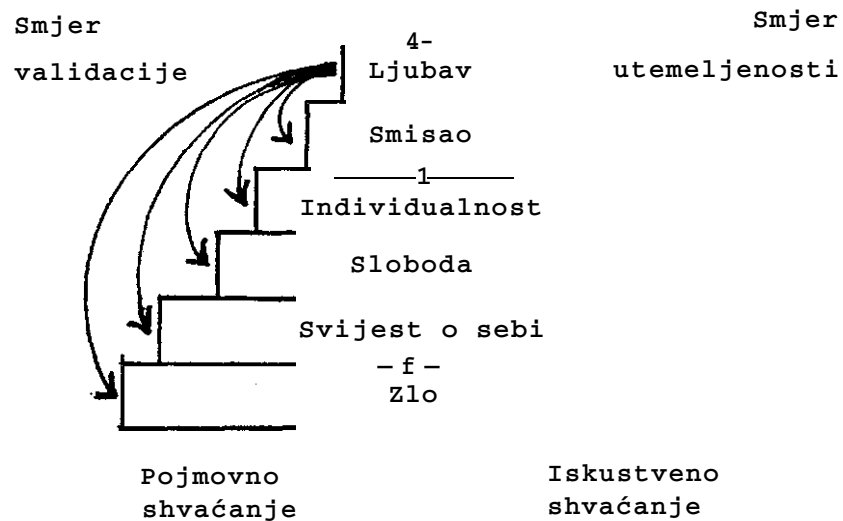 Smjer
validacije
4-
Ljubav
Smjer
utemeljenosti
Smisao
1
Individualnost
Sloboda
Svijest o sebi
— f —
Zlo
Pojmovno
shvaćanje
Iskustveno
shvaćanje